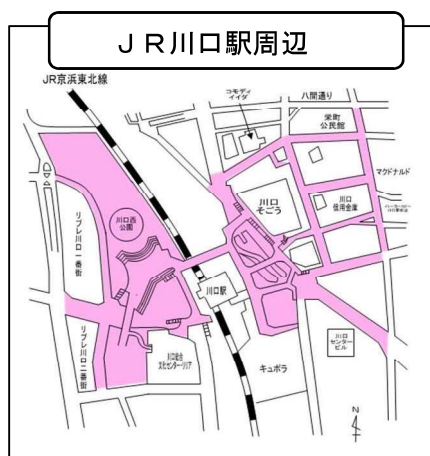 ＪＲ川口駅周辺
JR京浜東北線
コモディ
イイダ
八間通り
栄町
公民館
マクドナルド
川口
そごう
川口
信用金庫
川口西
公園
リプレ川口一番街
川口駅
リプレ川口二番街
川口総合
文化センター・リリア
キュポラ
川口
センター
ビル
N